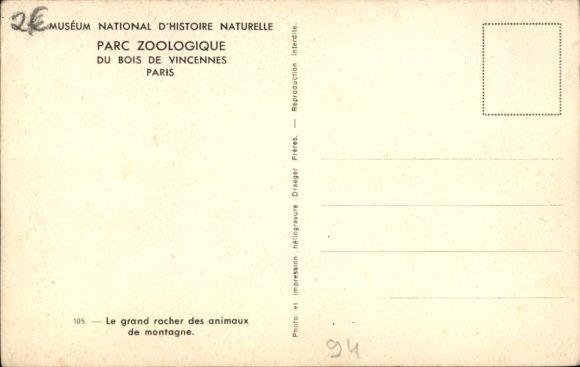 2€
MUSÉUM NATIONAL D'HISTOIRE NATURELLE
PARC ZOOLOGIQUE
DU BOIS DE VINCENNES
PARIS
105. — Le grand rocher des animaux
de montagne.
Photo et impression héliogravure Draeger Frères. — Reproduction interdite.
94